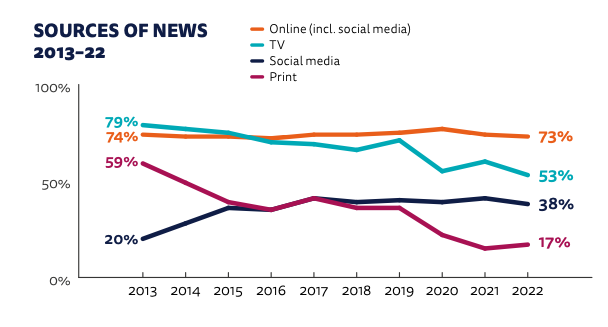 SOURCES OF NEWS
2013–22
Online (incl. social media)
TV
Social media
Print
100%
50%
0%
79%
74%
59%
20%
73%
53%
38%
17%
2013 2014 2015 2016 2017 2018 2019 2020 2021 2022